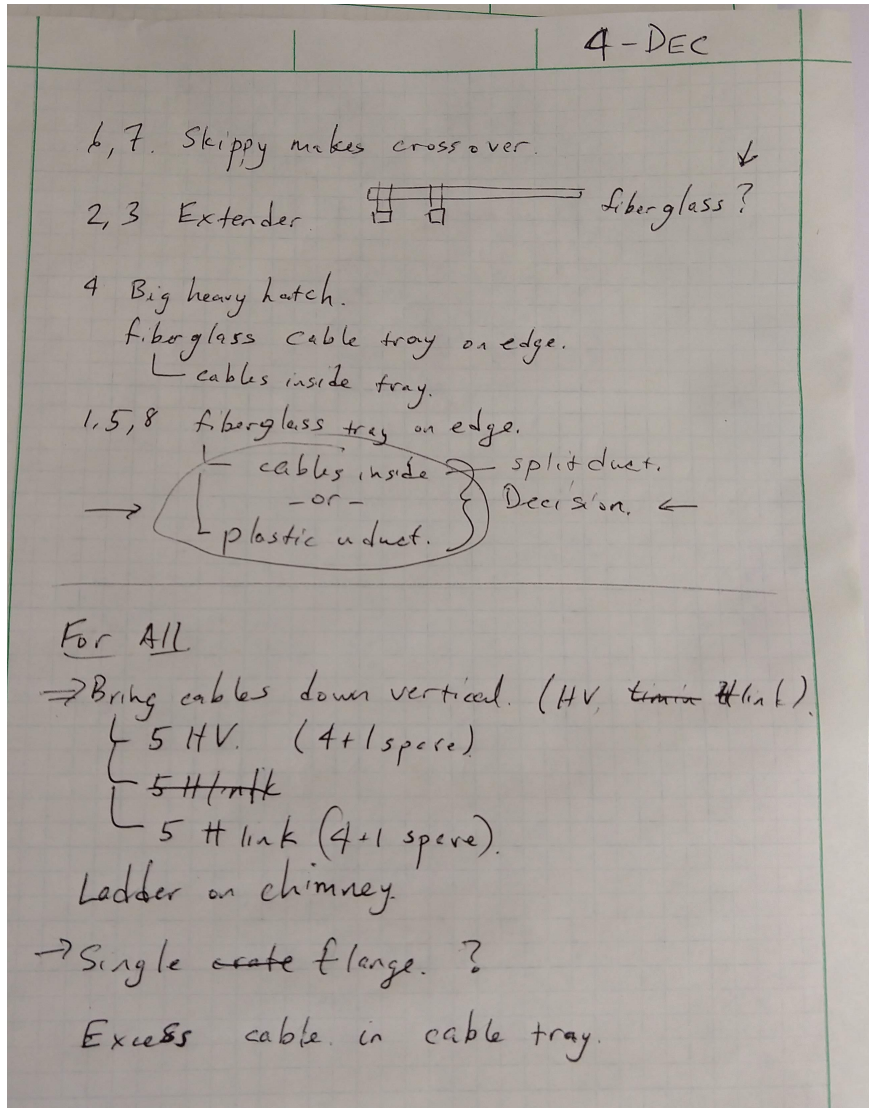 4-DEC
6,7. Skippy makes crossover.
2,3 Extender fiberglass?
4 Big heavy hatch.
fiberglass cable tray on edge.
cables inside tray.
1,5,8 fiberglass tray on edge.
cables inside split duct.
-or- Decision.
plastic u duct.
For All
Bring cables down vertical. (HV, timin H link).
5 HV. (4+1 spare)
5 H link
5 H link (4+1 spare).
Ladder on chimney.
Single crate flange. ?
Excess cable in cable tray.